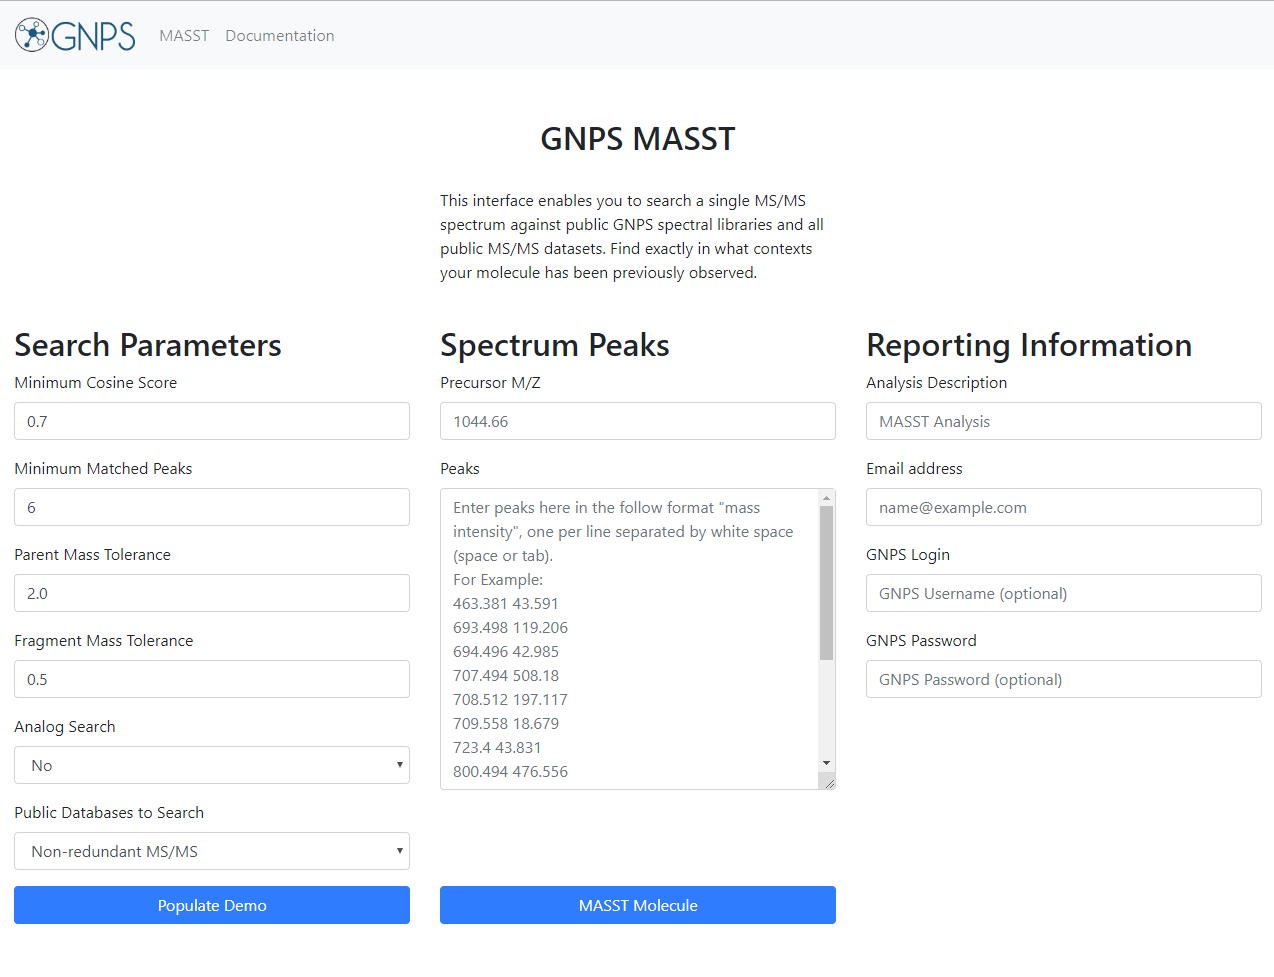 GNPS MASST Documentation
GNPS MASST
This interface enables you to search a single MS/MS
spectrum against public GNPS spectral libraries and all
public MS/MS datasets. Find exactly in what contexts
your molecule has been previously observed.
Search Parameters
Minimum Cosine Score
0.7
Minimum Matched Peaks
6
Parent Mass Tolerance
2.0
Fragment Mass Tolerance
0.5
Analog Search
No
Public Databases to Search
Non-redundant MS/MS
Populate Demo
Spectrum Peaks
Precursor M/Z
1044.66
Peaks
Enter peaks here in the follow format "mass
intensity", one per line separated by white space
(space or tab).
For Example:
463.381 43.591
693.498 119.206
694.496 42.985
707.494 508.18
708.512 197.117
709.558 18.679
723.4 43.831
800.494 476.556
MASST Molecule
Reporting Information
Analysis Description
MASST Analysis
Email address
name@example.com
GNPS Login
GNPS Username (optional)
GNPS Password
GNPS Password (optional)